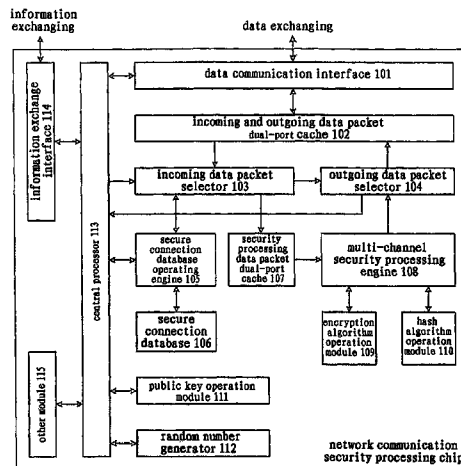 information
exchanging
data exchanging
data communication interface 101
information exchange
interface 114
incoming and outgoing data packet
dual-port cache 102
incoming data packet
selector 103
outgoing data packet
selector 104
central processor 113
secure
connection
database
operating
engine 105
security
processing
data packet
dual-port
cache 107
multi-channel
security processing
engine 108
secure
connection
database 106
encryption
algorithm
operation
module 109
hash
algorithm
operation
module 110
other module 115
public key operation
module 111
random number
generator 112
network communication
security processing chip